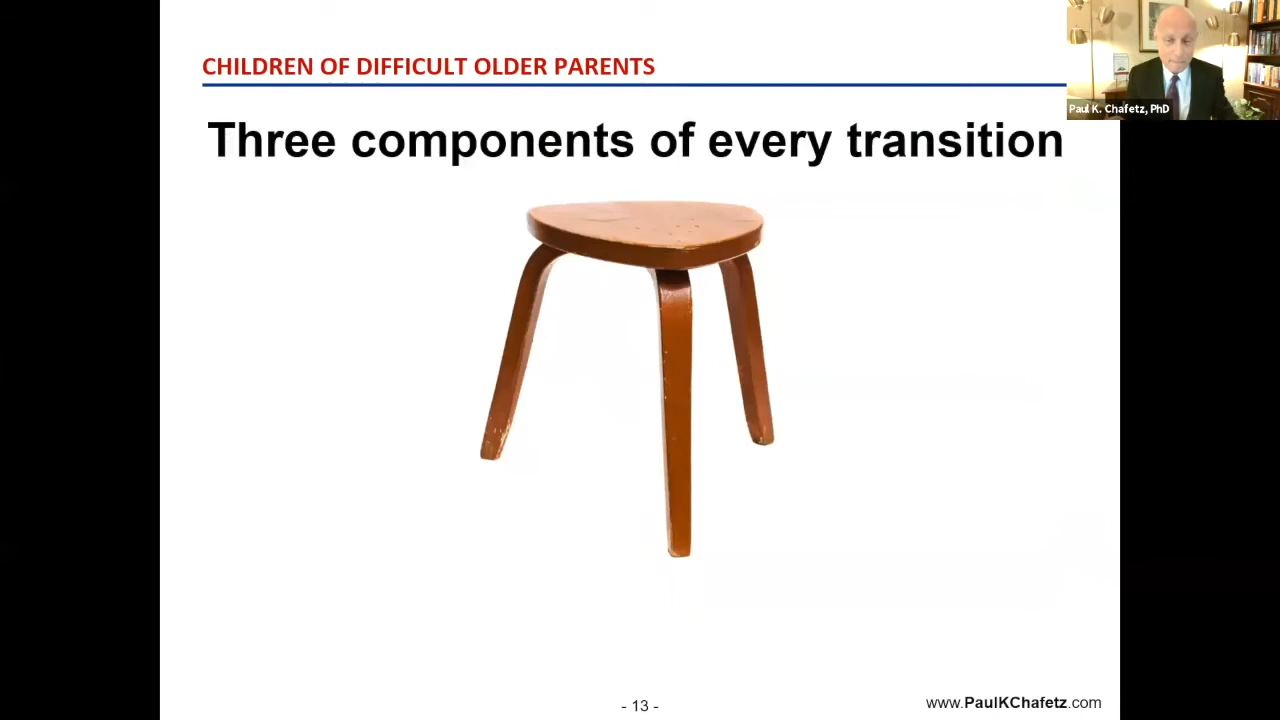 CHILDREN OF DIFFICULT OLDER PARENTS
Paul K. Chafetz, PhD
Three components of every transition
- 13 -
www.PaulKChafetz.com